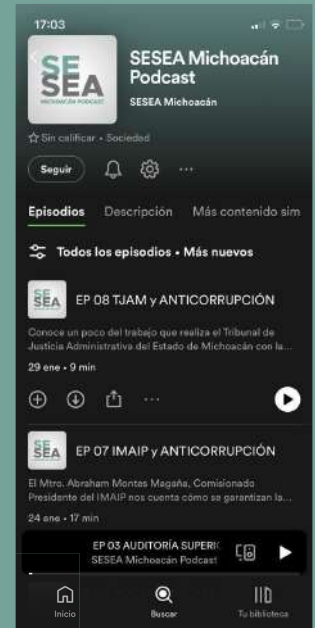 17:03
SE
SEA
MICHOACÁN PODCAST
SESEA Michoacán
Podcast
SESEA Michoacán
Sin calificar • Sociedad
Seguir
Episodios Descripción Más contenido sim
Todos los episodios • Más nuevos
SE
SEA
EP 08 TJAM y ANTICORRUPCIÓN
Conoce un poco del trabajo que realiza el Tribunal de
Justicia Administrativa del Estado de Michoacán con la...
29 ene • 9 min
SE
SEA
EP 07 IMAIP y ANTICORRUPCIÓN
El Mtro. Abraham Montes Magaña, Comisionado
Presidente del IMAIP nos cuenta cómo se garantizan la...
24 ene • 17 min
EP 03 AUDITORÍA SUPERIO
SESEA Michoacán Podcast
Inicio Buscar Tu biblioteca